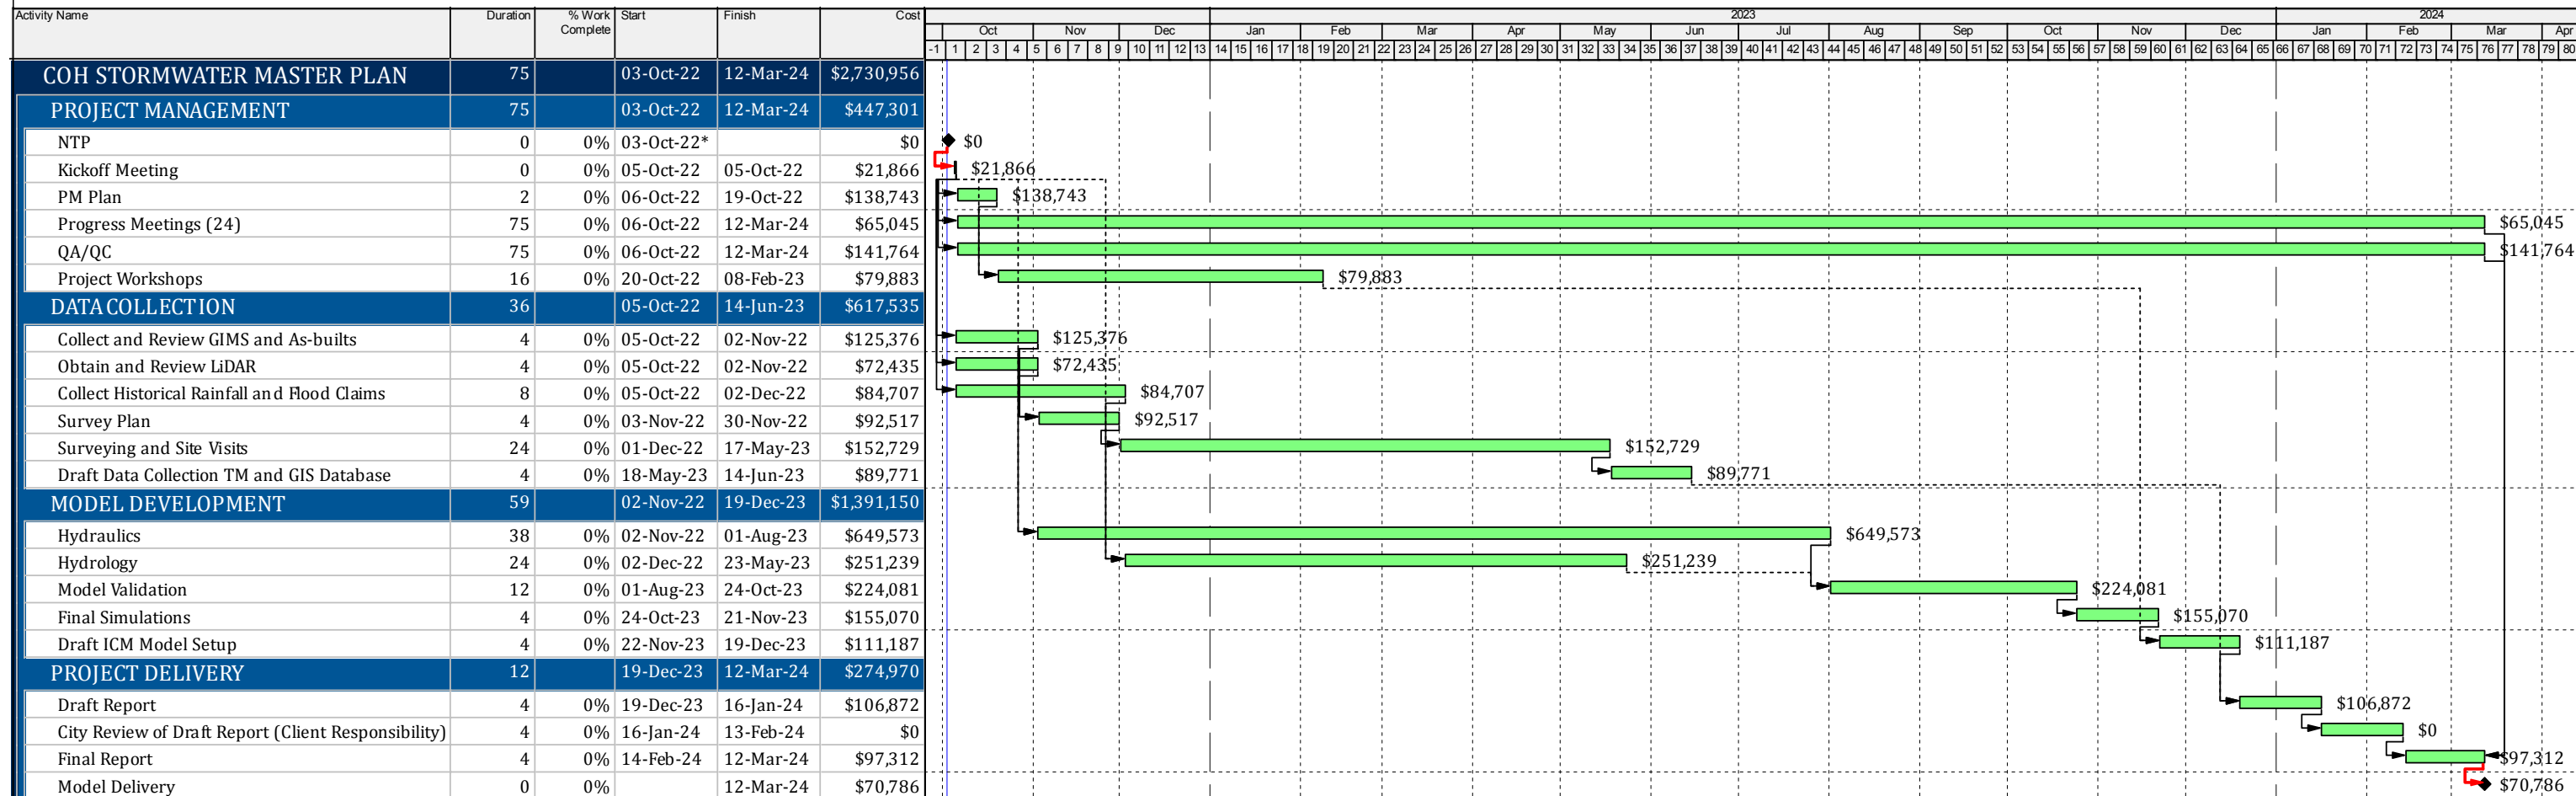 Activity Name Duration % Work Complete Start Finish Cost
2023 2024
Oct Nov Dec Jan Feb Mar Apr May Jun Jul Aug Sep Oct Nov Dec Jan Feb Mar Apr
-1 1 2 3 4 5 6 7 8 9 10 11 12 13 14 15 16 17 18 19 20 21 22 23 24 25 26 27 28 29 30 31 32 33 34 35 36 37 38 39 40 41 42 43 44 45 46 47 48 49 50 51 52 53 54 55 56 57 58 59 60 61 62 63 64 65 66 67 68 69 70 71 72 73 74 75 76 77 78 79 80
COH STORMWATER MASTER PLAN 75 03-Oct-22 12-Mar-24 $2,730,956
PROJECT MANAGEMENT 75 03-Oct-22 12-Mar-24 $447,301
NTP 0 0% 03-Oct-22* $0 $0
Kickoff Meeting 0 0% 05-Oct-22 05-Oct-22 $21,866 $21,866
PM Plan 2 0% 06-Oct-22 19-Oct-22 $138,743 $138,743
Progress Meetings (24) 75 0% 06-Oct-22 12-Mar-24 $65,045 $65,045
QA/QC 75 0% 06-Oct-22 12-Mar-24 $141,764 $141,764
Project Workshops 16 0% 20-Oct-22 08-Feb-23 $79,883 $79,883
DATA COLLECTION 36 05-Oct-22 14-Jun-23 $617,535
Collect and Review GIMS and As-builts 4 0% 05-Oct-22 02-Nov-22 $125,376 $125,376
Obtain and Review LiDAR 4 0% 05-Oct-22 02-Nov-22 $72,435 $72,435
Collect Historical Rainfall and Flood Claims 8 0% 05-Oct-22 02-Dec-22 $84,707 $84,707
Survey Plan 4 0% 03-Nov-22 30-Nov-22 $92,517 $92,517
Surveying and Site Visits 24 0% 01-Dec-22 17-May-23 $152,729 $152,729
Draft Data Collection TM and GIS Database 4 0% 18-May-23 14-Jun-23 $89,771 $89,771
MODEL DEVELOPMENT 59 02-Nov-22 19-Dec-23 $1,391,150
Hydraulics 38 0% 02-Nov-22 01-Aug-23 $649,573 $649,573
Hydrology 24 0% 02-Dec-22 23-May-23 $251,239 $251,239
Model Validation 12 0% 01-Aug-23 24-Oct-23 $224,081 $224,081
Final Simulations 4 0% 24-Oct-23 21-Nov-23 $155,070 $155,070
Draft ICM Model Setup 4 0% 22-Nov-23 19-Dec-23 $111,187 $111,187
PROJECT DELIVERY 12 19-Dec-23 12-Mar-24 $274,970
Draft Report 4 0% 19-Dec-23 16-Jan-24 $106,872 $106,872
City Review of Draft Report (Client Responsibility) 4 0% 16-Jan-24 13-Feb-24 $0 $0
Final Report 4 0% 14-Feb-24 12-Mar-24 $97,312 $97,312
Model Delivery 0 0% 12-Mar-24 $70,786 $70,786